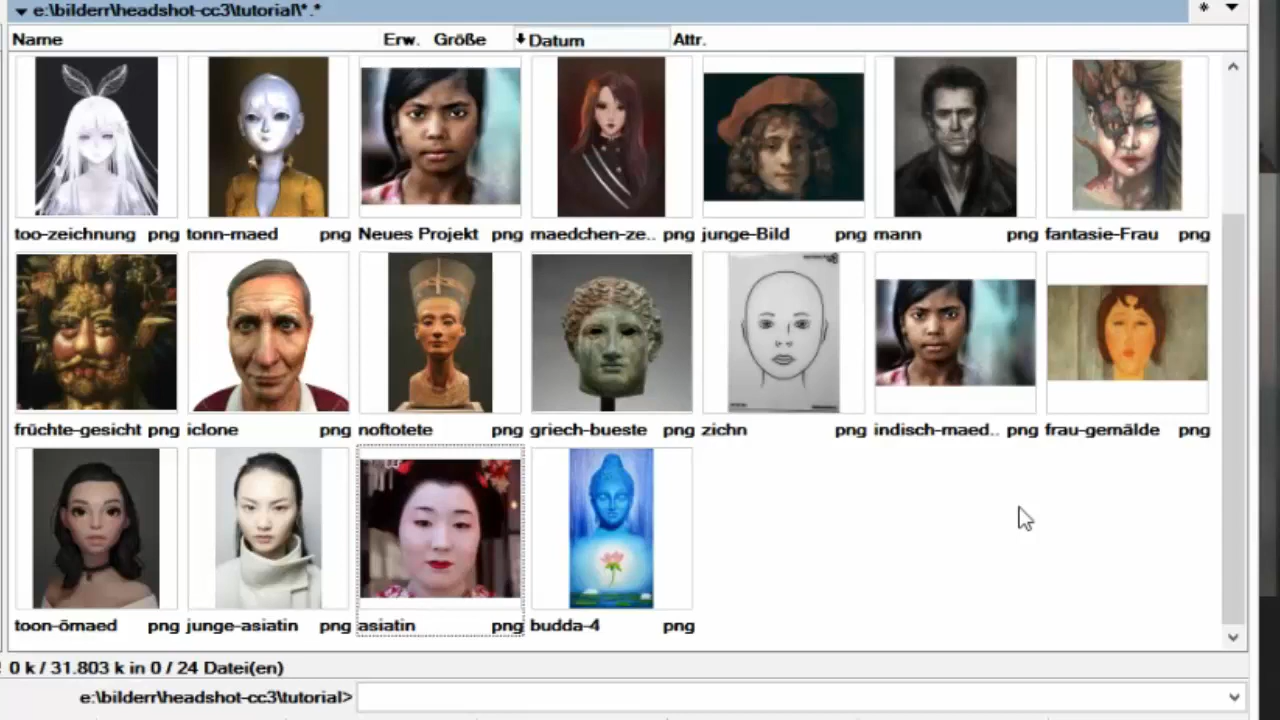 e:\bilderr\headshot-cc3\tutorial\*.*
Name Erw. Größe Datum Attr.
too-zeichnung png tonn-maed png Neues Projekt png maedchen-ze.. png junge-Bild png mann png fantasie-Frau png
früchte-gesicht png iclone png noftotete png griech-bueste png zichn png indisch-maed.. png frau-gemälde png
toon-ömaed png junge-asiatin png asiatin png budda-4 png
0 k / 31.803 k in 0 / 24 Datei(en)
e:\bilderr\headshot-cc3\tutorial>